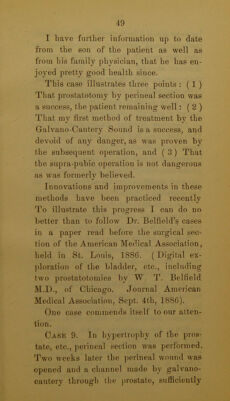 49
I have further information up to date
from the son of the patient as well as
from his family physician, that he has en-
joyed pretty good health since.
This case illustrates three points: ( 1 )
That prostatotomy by perineal section was
a success, the patient remaining well: ( 2 )
That my first method of treatment by the
Galvano-Cautery Sound is a success, and
devoid of any danger, as was proven by
the subsequent operation, and ( 3 ) That
the supra-pubic operation is not dangerous
as was formerly believed.
Innovations and improvements in these
methods have been practiced recently
To illustrate this progress I can do no
better than to follow Dr. Belfield's cases
in a paper read before the surgical sec-
tion of the American Medical Association,
held in St. Louis, 1886. ( Digital ex-
ploration of the bladder, etc., including
two prostatotomies by W T. Belfield
M.D., of Chicago. Journal American
Medical Association, Sept. 4th, 1886).
One case commends itself to our atten-
tion.
CASE 9. In hypertrophy of the pros-
tate, etc., perineal section was performed.
Two weeks later the perineal wound was
opened and a channel made by galvano-
cautery through the prostate, sufficiently